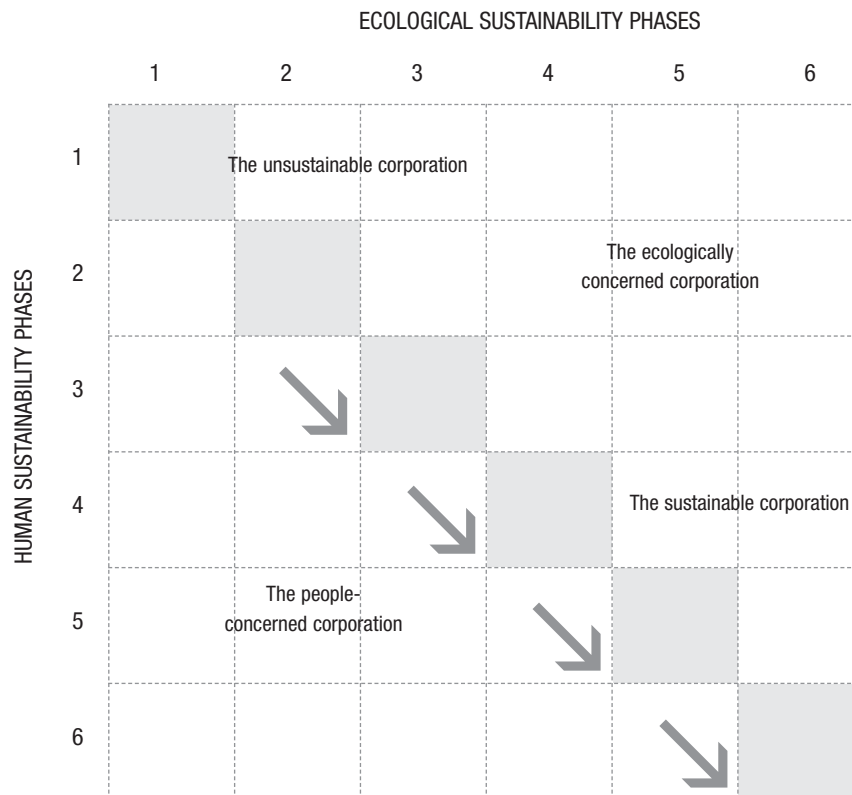 ECOLOGICAL SUSTAINABILITY PHASES
1 2 3 4 5 6
HUMAN SUSTAINABILITY PHASES
1
The unsustainable corporation
2
The ecologically
concerned corporation
3
4
The sustainable corporation
5
The people-
concerned corporation
6